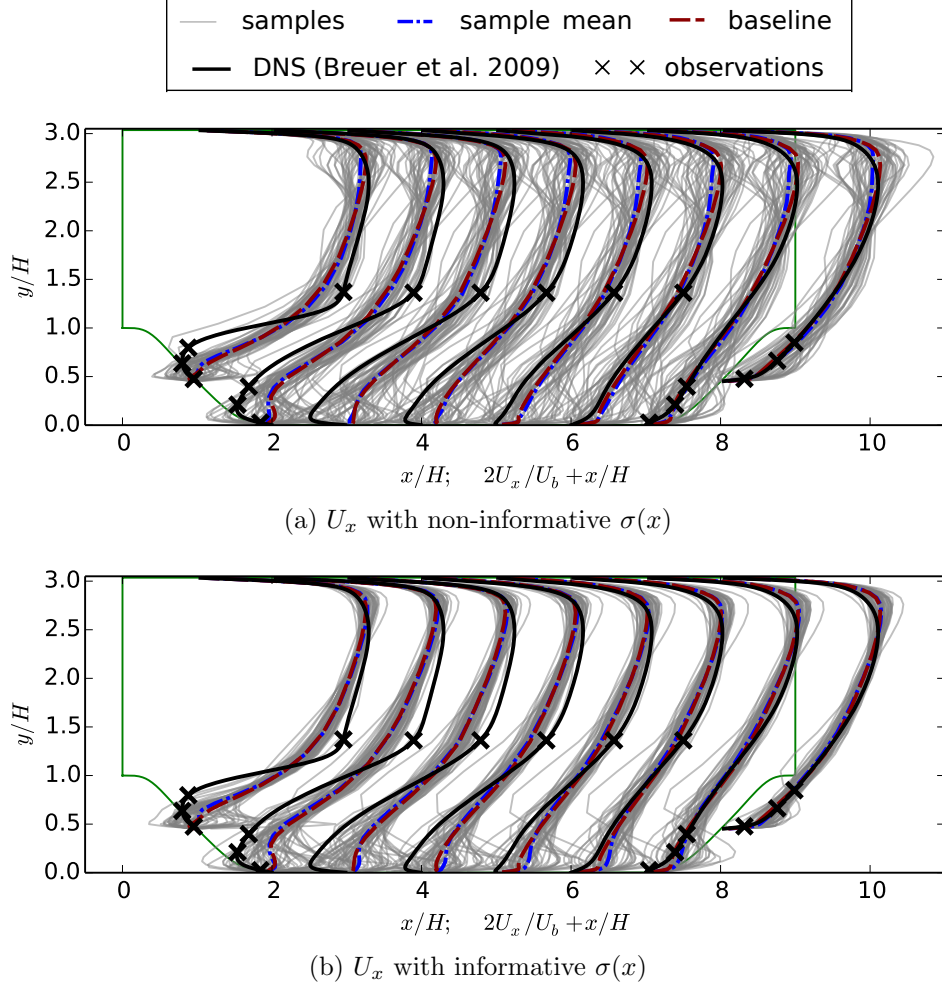 samples sample mean baseline
DNS (Breuer et al. 2009) × × observations
3.0
2.5
2.0
1.5
1.0
0.5
0.0
y/H
0 2 4 6 8 10
x/H; 2U_x/U_b + x/H
(a) U_x with non-informative σ(x)
3.0
2.5
2.0
1.5
1.0
0.5
0.0
y/H
0 2 4 6 8 10
x/H; 2U_x/U_b + x/H
(b) U_x with informative σ(x)